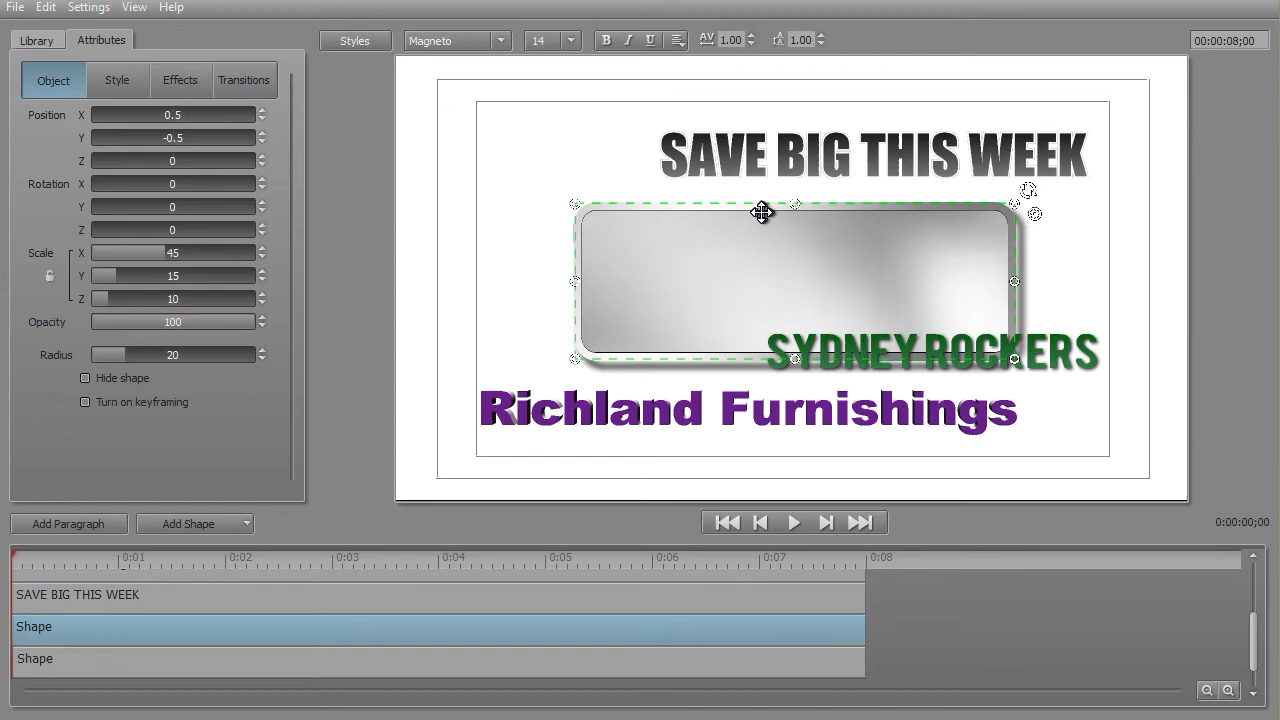 File Edit Settings View Help
Library Attributes Styles Magneto 14 B I U AV 1.00 A 1.00 00:00:08;00
Object Style Effects Transitions
Position X 0.5
Y -0.5
Z 0
Rotation X 0
Y 0
Z 0
Scale X 45
Y 15
Z 10
Opacity 100
Radius 20
Hide shape
Turn on keyframing
SAVE BIG THIS WEEK
SYDNEY ROCKERS
Richland Furnishings
Add Paragraph Add Shape 0:00:00;00
0:01 0:02 0:03 0:04 0:05 0:06 0:07 0:08
SAVE BIG THIS WEEK
Shape
Shape